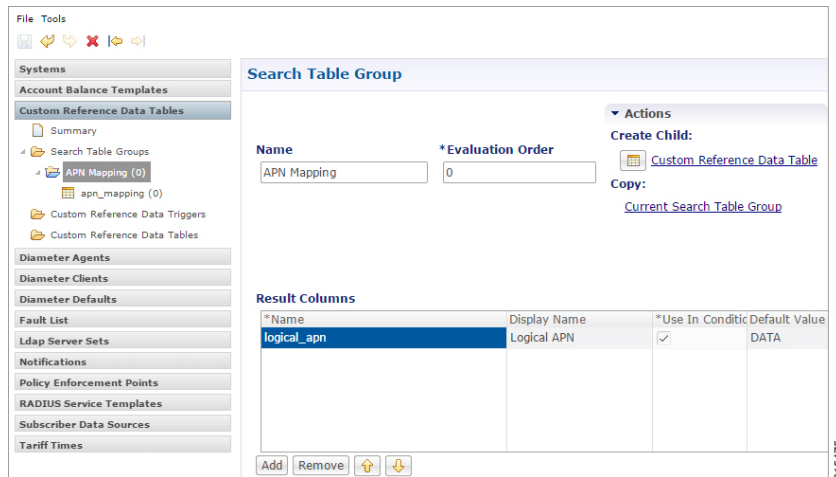 File Tools
Systems
Account Balance Templates
Custom Reference Data Tables
Summary
Search Table Groups
APN Mapping (0)
apn_mapping (0)
Custom Reference Data Triggers
Custom Reference Data Tables
Diameter Agents
Diameter Clients
Diameter Defaults
Fault List
Ldap Server Sets
Notifications
Policy Enforcement Points
RADIUS Service Templates
Subscriber Data Sources
Tariff Times
Search Table Group
Name *Evaluation Order
APN Mapping 0
Actions
Create Child:
Custom Reference Data Table
Copy:
Current Search Table Group
Result Columns
*Name Display Name *Use In Conditic Default Value
logical_apn Logical APN DATA
Add Remove